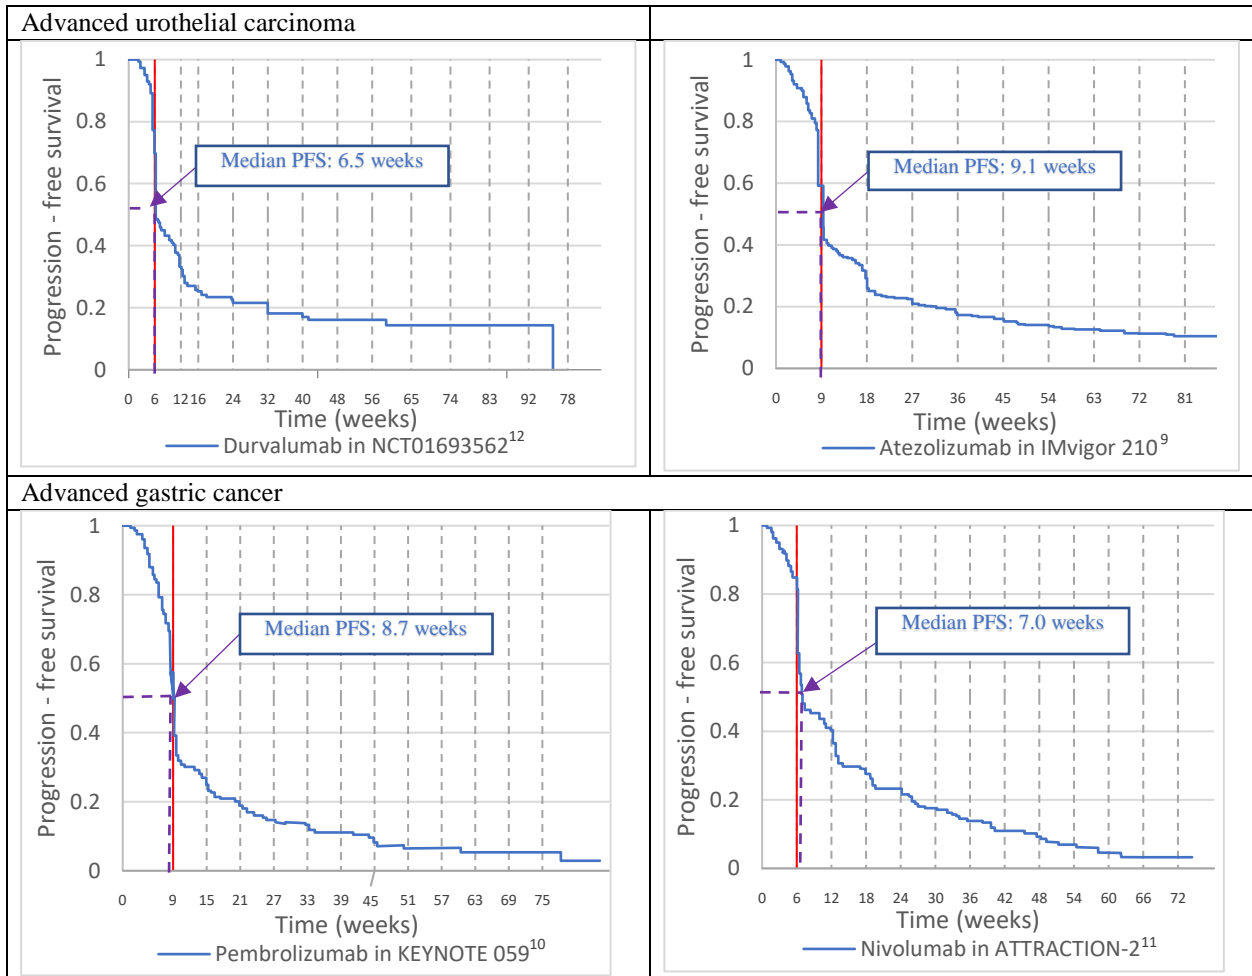 Advanced urothelial carcinoma
Progression - free survival
1
0.8
0.6
0.4
0.2
0
Median PFS: 6.5 weeks
0 6 12 16 24 32 40 48 56 65 74 83 92 78
Time (weeks)
Durvalumab in NCT0169356212
Progression - free survival
1
0.8
0.6
0.4
0.2
0
Median PFS: 9.1 weeks
0 9 18 27 36 45 54 63 72 81
Time (weeks)
Atezolizumab in IMvigor 2109
Advanced gastric cancer
Progression - free survival
1
0.8
0.6
0.4
0.2
0
Median PFS: 8.7 weeks
0 9 15 21 27 33 39 45 51 57 63 69 75
Time (weeks)
Pembrolizumab in KEYNOTE 05910
Progression - free survival
1
0.8
0.6
0.4
0.2
0
Median PFS: 7.0 weeks
0 6 12 18 24 30 36 42 48 54 60 66 72
Time (weeks)
Nivolumab in ATTRACTION-211